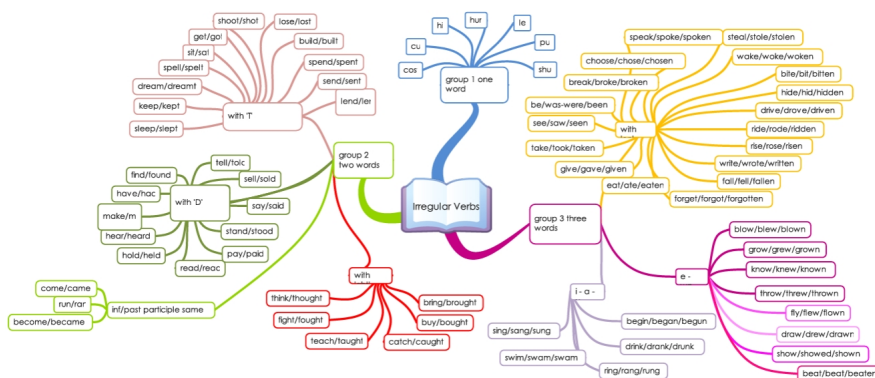 Irregular Verbs
group 1 one
word
cos
cu
hi
hur
le
pu
shu
group 2
two words
with 'T'
shoot/shot
get/got
sit/sat
spell/spelt
dream/dreamt
keep/kept
sleep/slept
lose/lost
build/built
spend/spent
send/sent
lend/ler
with 'D'
find/found
have/hac
make/m
hear/heard
hold/held
read/reac
tell/tolc
sell/sold
say/said
stand/stood
pay/paid
inf/past participle same
come/came
run/rar
become/became
with
think/thought
fight/fought
teach/taught
bring/brought
buy/bought
catch/caught
group 3 three
words
with
speak/spoke/spoken
choose/chose/chosen
break/broke/broken
be/was-were/been
see/saw/seen
take/took/taken
give/gave/given
eat/ate/eaten
steal/stole/stolen
wake/woke/woken
bite/bit/bitten
hide/hid/hidden
drive/drove/driven
ride/rode/ridden
rise/rose/risen
write/wrote/written
fall/fell/fallen
forget/forgot/forgotten
i - a -
sing/sang/sung
swim/swam/swam
begin/began/begun
drink/drank/drunk
ring/rang/rung
e -
blow/blew/blown
grow/grew/grown
know/knew/known
throw/threw/thrown
fly/flew/flown
draw/drew/drawn
show/showed/shown
beat/beat/beaten